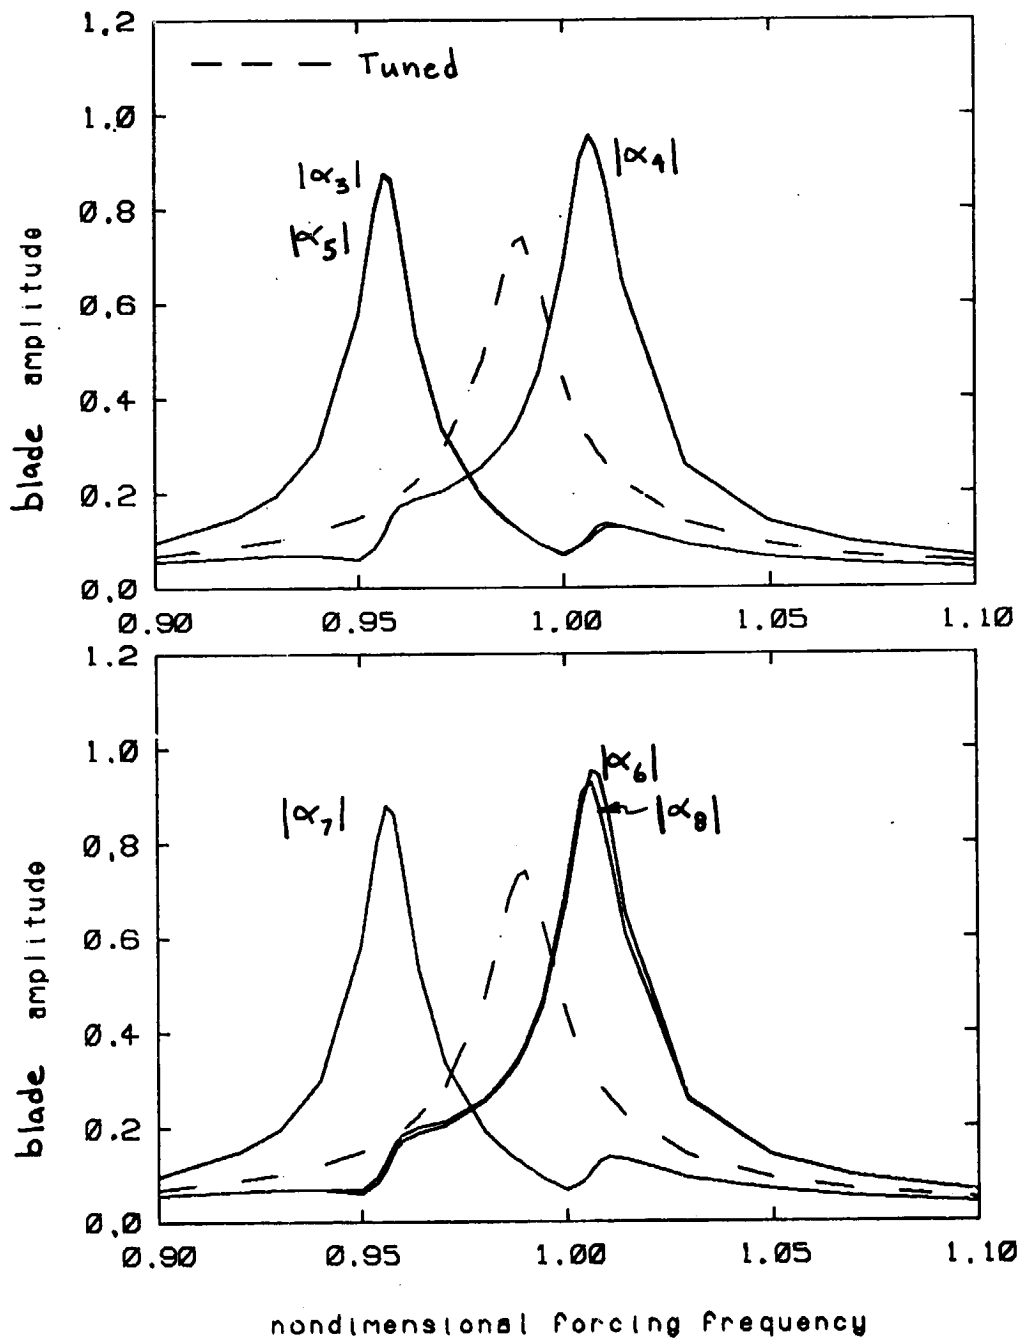 1.2
Tuned
1.0
|α₃|
|α₄|
0.8
|α₅|
0.6
0.4
0.2
0.0
blade amplitude
0.90 0.95 1.00 1.05 1.10
1.2
1.0
|α₆|
|α₇|
|α₈|
0.8
0.6
0.4
0.2
0.0
blade amplitude
0.90 0.95 1.00 1.05 1.10
nondimensional forcing frequency